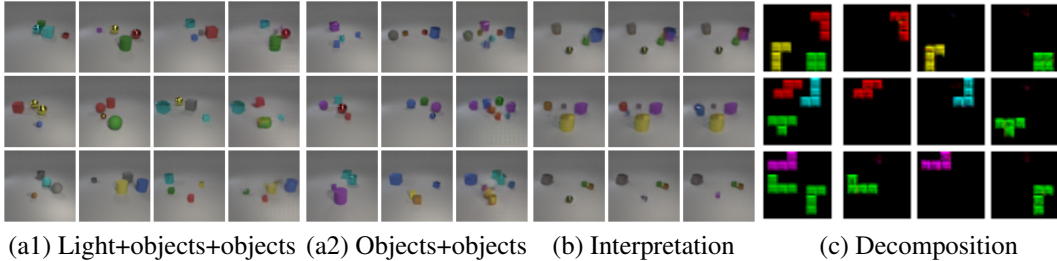 (a1) Light+objects+objects (a2) Objects+objects (b) Interpretation (c) Decomposition